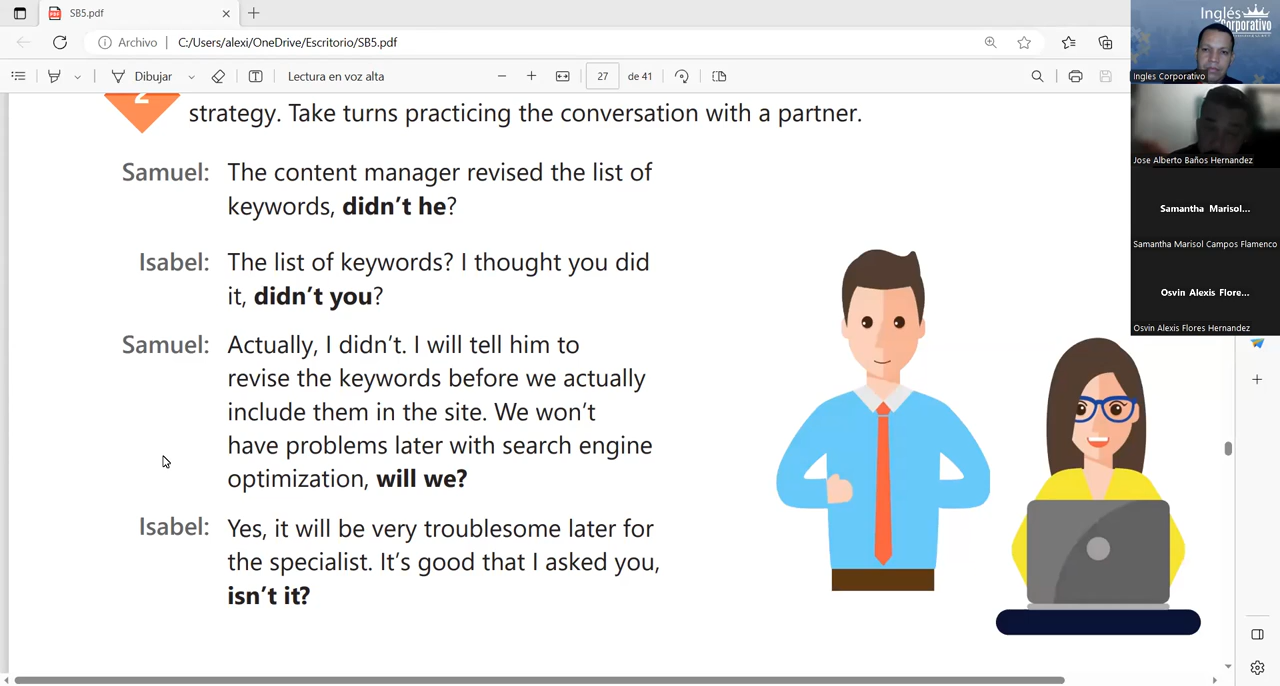 SB5.pdf
Inglés
Corporativo
Archivo
C:/Users/alexi/OneDrive/Escritorio/SB5.pdf
Ingles Corporativo
Dibujar
Lectura en voz alta
27
de 41
2
strategy. Take turns practicing the conversation with a partner.
Jose Alberto Baños Hernandez
Samuel: The content manager revised the list of
keywords, didn't he?
Samantha Marisol...
Samantha Marisol Campos Flamenco
Isabel: The list of keywords? I thought you did
it, didn't you?
Osvin Alexis Flore...
Osvin Alexis Flores Hernandez
Samuel: Actually, I didn't. I will tell him to
revise the keywords before we actually
include them in the site. We won't
have problems later with search engine
optimization, will we?
Isabel: Yes, it will be very troublesome later for
the specialist. It's good that I asked you,
isn't it?